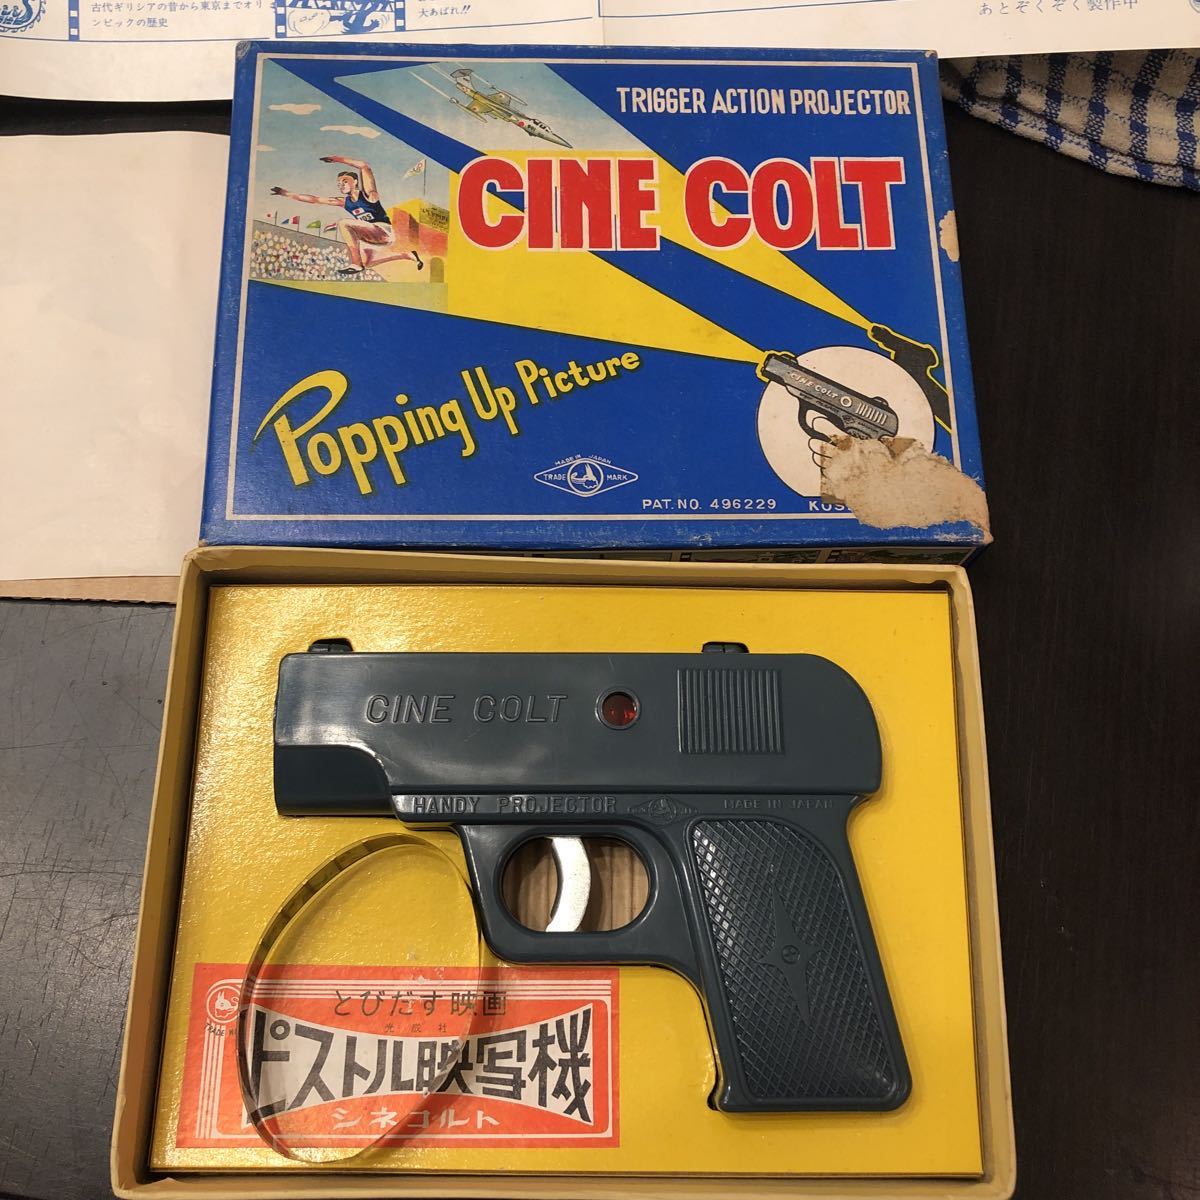 古代ギリシアの昔から東京までオリ
ンピックの歴史
大あばれ!!
あとぞくぞく製作中
TRIGGER ACTION PROJECTOR
CINE COLT
CINE COLT
Popping Up Picture
MADE IN JAPAN
TRADE MARK
PAT. NO. 496229
CINE COLT
HANDY PROJECTOR
MADE IN JAPAN
とびだす映画
光成社
ピストル映写機
シネコルト